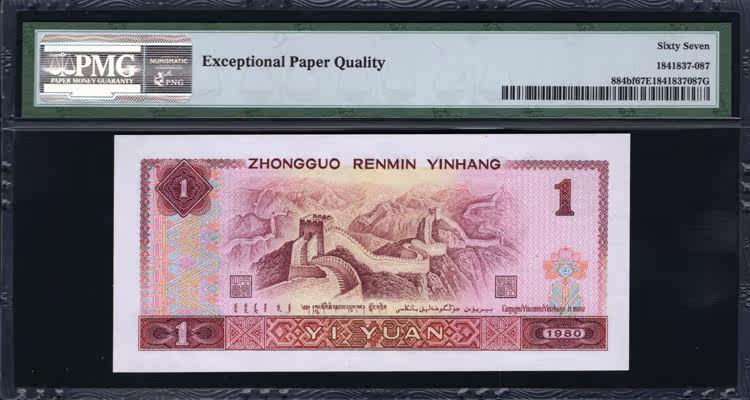 PMG
PAPER MONEY GUARANTY
NUMISMATIC
PNG
Exceptional Paper Quality
Sixty Seven
1841837-087
884bf67E1841837087G
ZHONGGUO RENMIN YINHANG
1
1
1
YI YUAN
1980